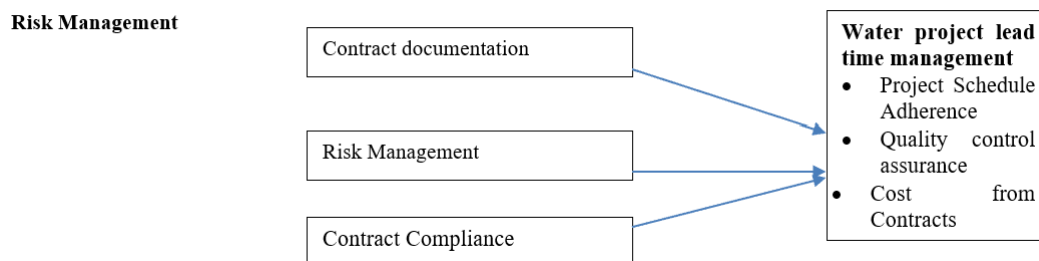 Risk Management
Contract documentation
Risk Management
Contract Compliance
Water project lead
time management
• Project Schedule
Adherence
• Quality control
assurance
• Cost from
Contracts